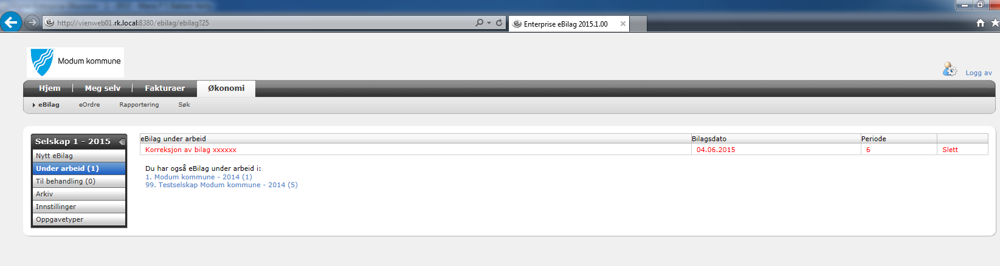 http://vienweb01.rk.local:8380/ebilag/ebilag?25
Enterprise eBilag 2015.1.00
Modum kommune
Logg av
Hjem Meg selv Fakturaer Økonomi
eBilag eOrdre Rapportering Søk
Selskap 1 - 2015
Nytt eBilag
Under arbeid (1)
Til behandling (0)
Arkiv
Innstillinger
Oppgavetyper
eBilag under arbeid Bilagsdato Periode
Korreksjon av bilag xxxxxx 04.06.2015 6 Slett
Du har også eBilag under arbeid i:
1. Modum kommune - 2014 (1)
99. Testselskap Modum kommune - 2014 (5)